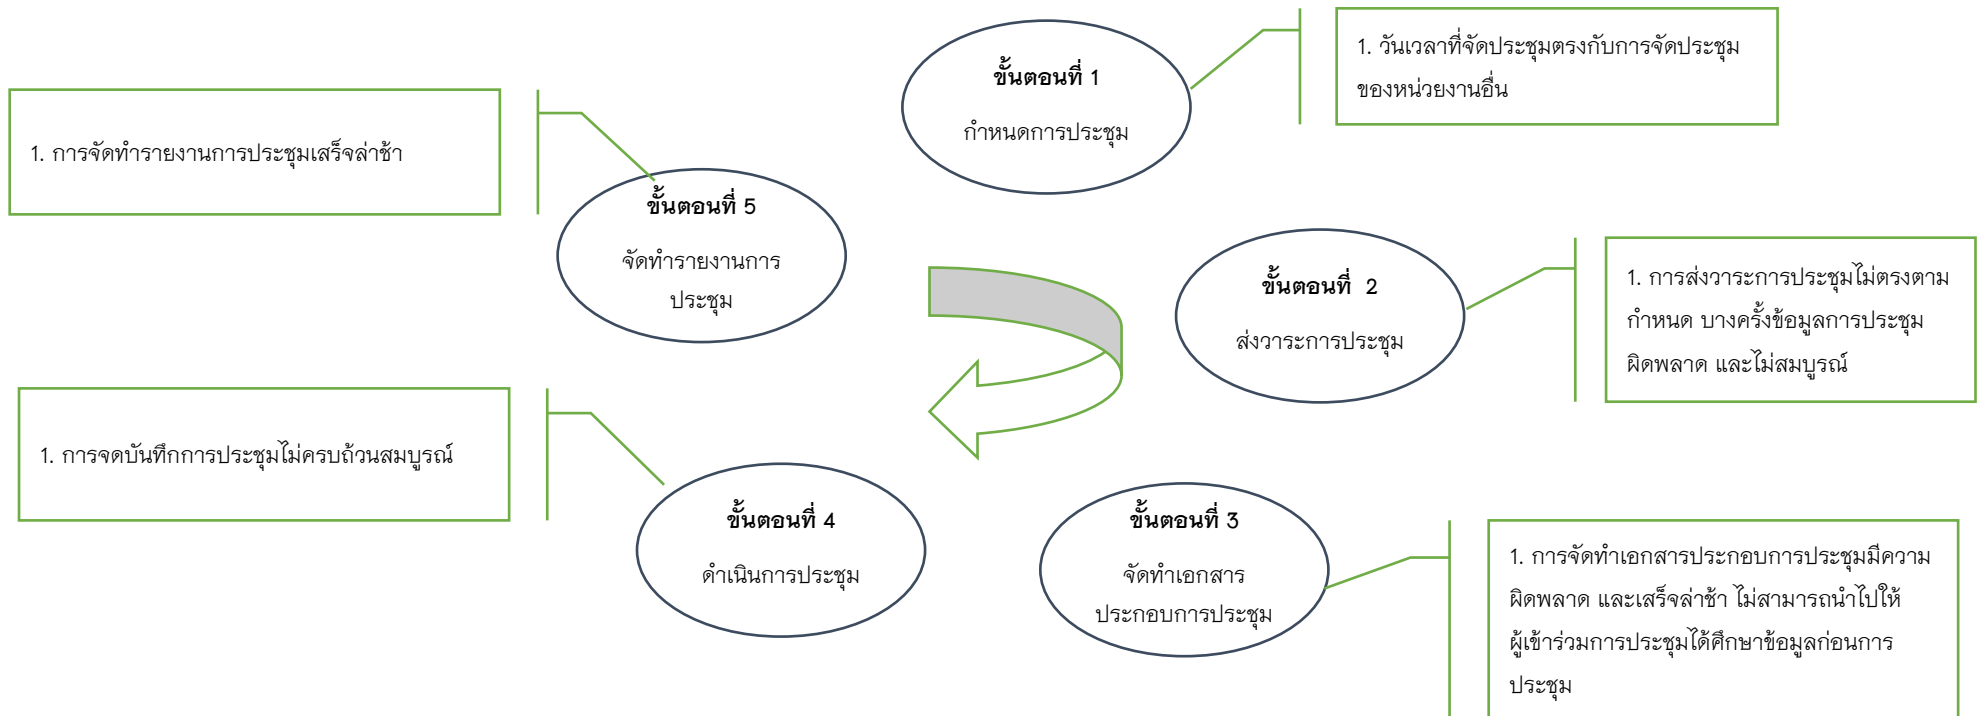 ขั้นตอนที่ 1
กำหนดการประชุม
1. วันเวลาที่จัดประชุมตรงกับการจัดประชุม
ของหน่วยงานอื่น
ขั้นตอนที่  2
ส่งวาระการประชุม
1. การส่งวาระการประชุมไม่ตรงตาม
กำหนด บางครั้งข้อมูลการประชุม
ผิดพลาด และไม่สมบูรณ์
ขั้นตอนที่ 3
จัดทำเอกสาร
ประกอบการประชุม
1. การจัดทำเอกสารประกอบการประชุมมีความ
ผิดพลาด และเสร็จล่าช้า ไม่สามารถนำไปให้
ผู้เข้าร่วมการประชุมได้ศึกษาข้อมูลก่อนการ
ประชุม
ขั้นตอนที่ 4
ดำเนินการประชุม
1. การจดบันทึกการประชุมไม่ครบถ้วนสมบูรณ์
ขั้นตอนที่ 5
จัดทำรายงานการ
ประชุม
1. การจัดทำรายงานการประชุมเสร็จล่าช้า